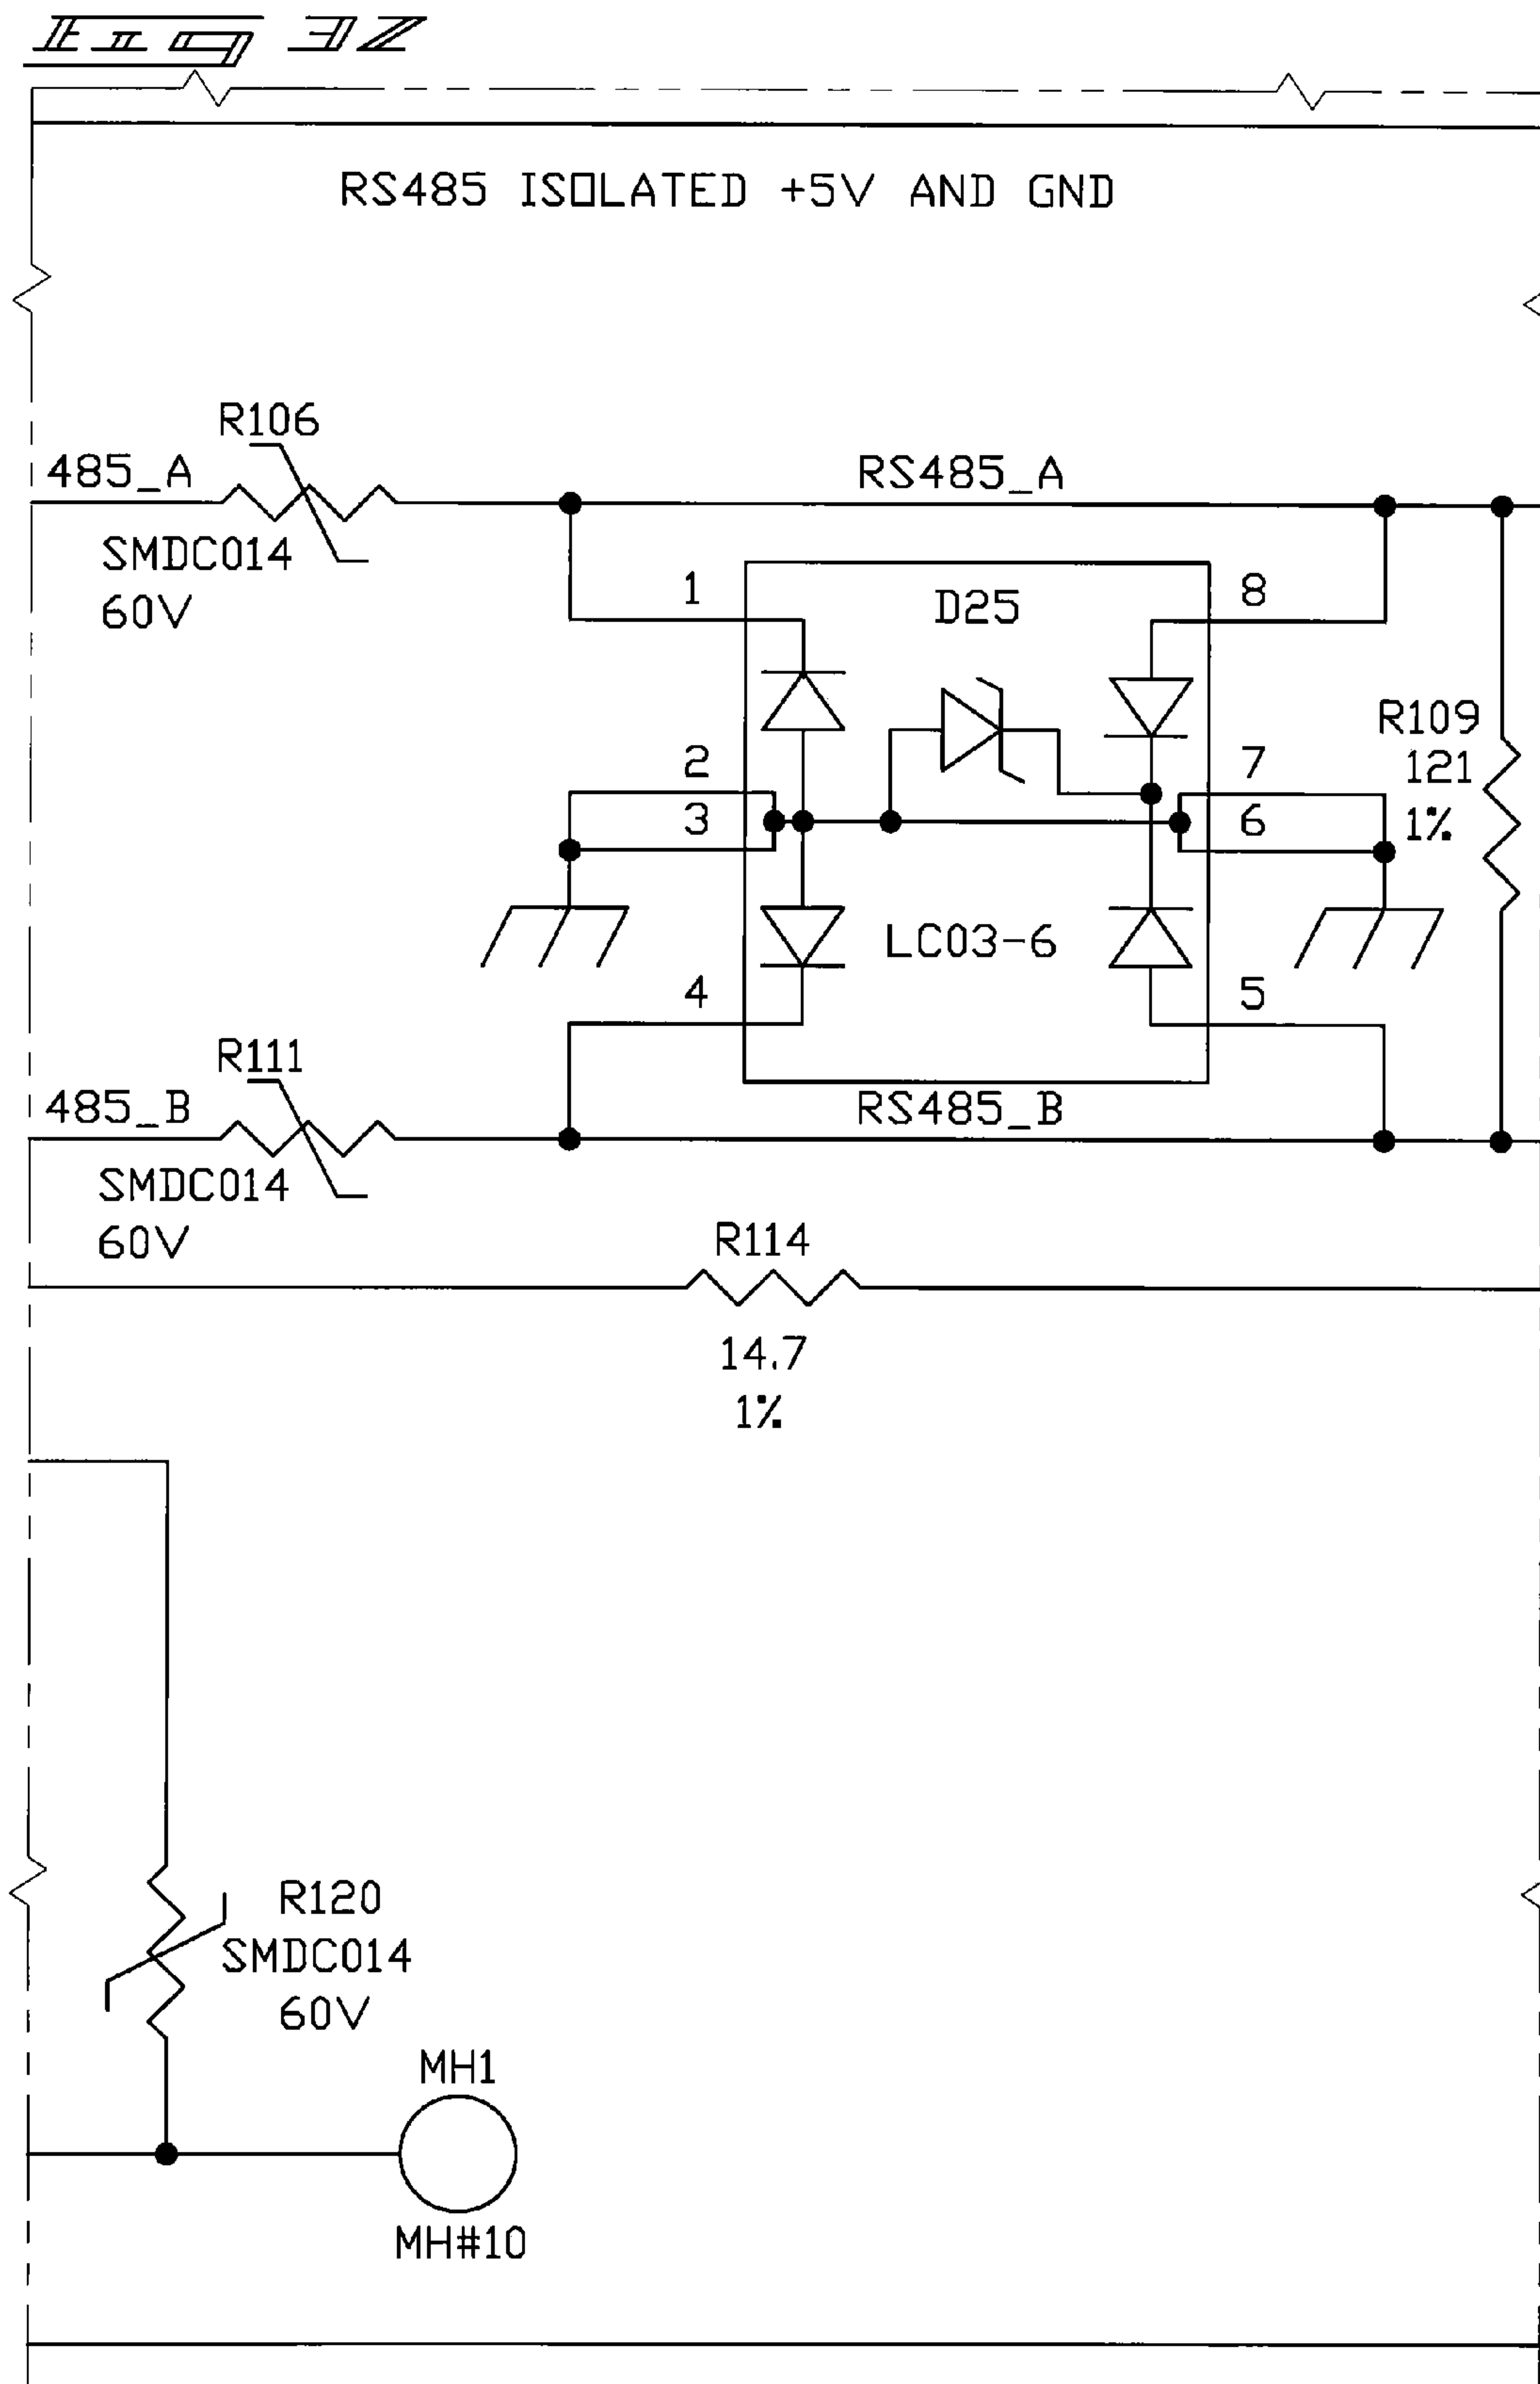 Fig 3Z
RS485 ISOLATED +5V AND GND
R106
485_A
RS485_A
SMDC014
60V
1
D25
8
R109
121
1%
2
7
3
6
LC03-6
4
5
R111
485_B
RS485_B
SMDC014
60V
R114
14.7
1%
R120
SMDC014
60V
MH1
MH#10